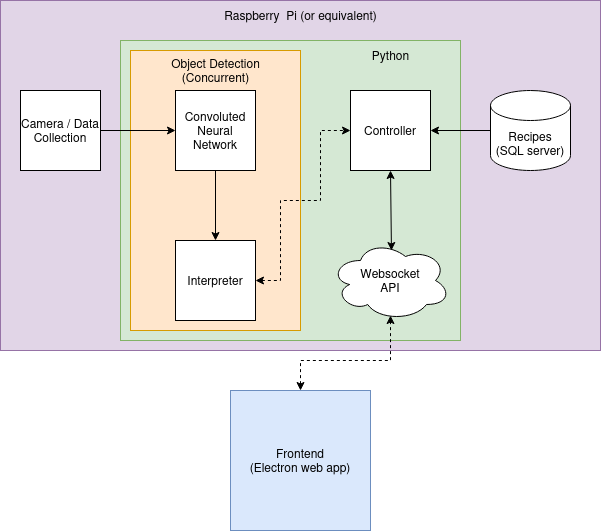 Raspberry Pi (or equivalent)
Python
Object Detection
(Concurrent)
Camera / Data
Collection
Convoluted
Neural
Network
Controller
Recipes
(SQL server)
Interpreter
Websocket
API
Frontend
(Electron web app)